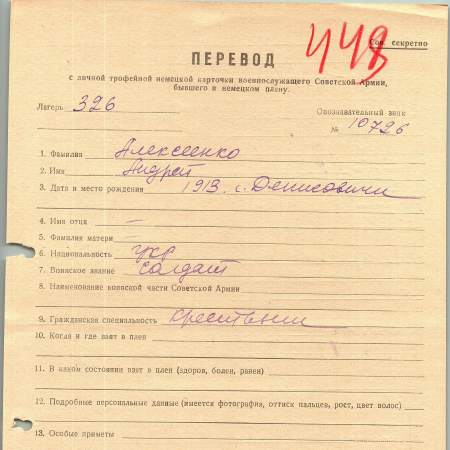 443
Сов. секретно
ПЕРЕВОД
с личной трофейной немецкой карточки военнослужащего Советской Армии,
бывшего в немецком плену.
Лагерь 326
Опознавательный знак
№ 10726
1. Фамилия Алексеенко
2. Имя Андрей
3. Дата и место рождения 1913 с. Денисовичи
4. Имя отца —
5. Фамилия матери —
6. Национальность укр
7. Воинское звание солдат
8. Наименование воинской части Советской Армии
9. Гражданская специальность крестьянин
10. Когда и где взят в плен
11. В каком состоянии взят в плен (здоров, болен, ранен)
12. Подробные персональные данные (имеется фотография, оттиск пальцев, рост, цвет волос)
13. Особые приметы